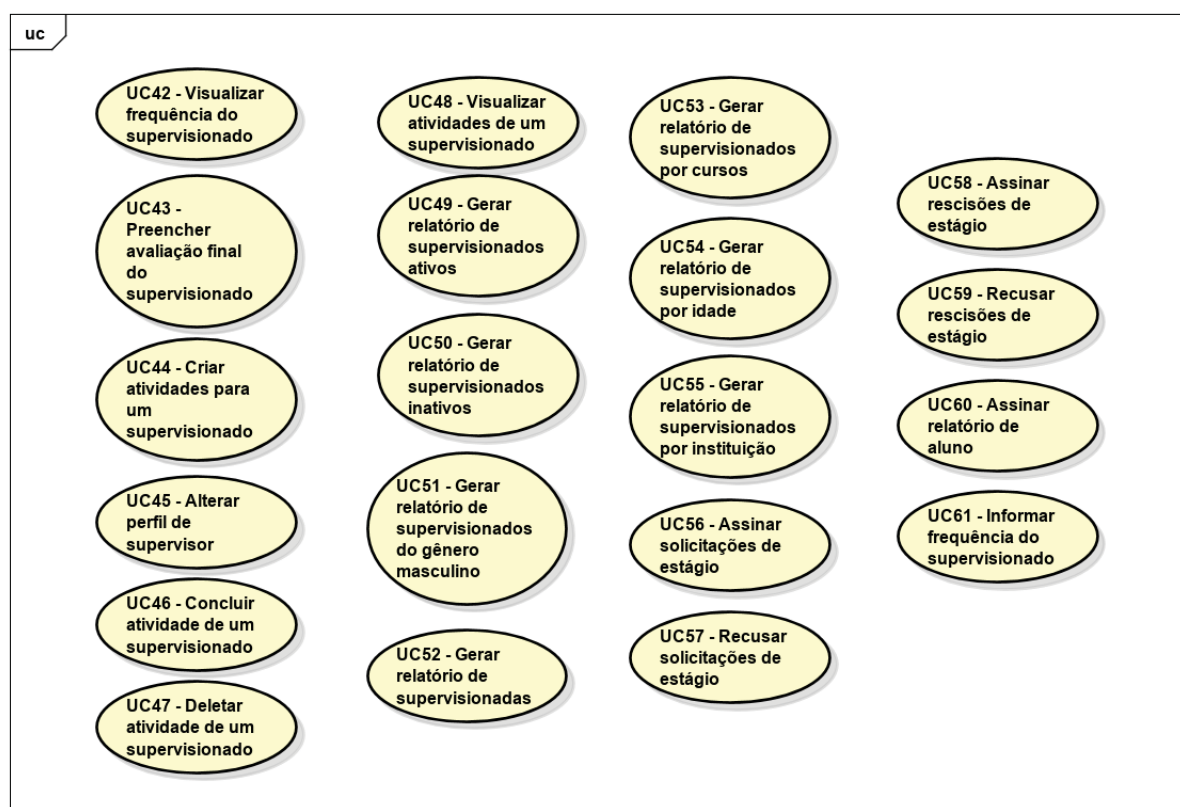 uc
UC42 - Visualizar
frequência do
supervisionado
UC43 -
Preencher
avaliação final
do
supervisionado
UC44 - Criar
atividades para
um
supervisionado
UC45 - Alterar
perfil de
supervisor
UC46 - Concluir
atividade de um
supervisionado
UC47 - Deletar
atividade de um
supervisionado
UC48 - Visualizar
atividades de um
supervisionado
UC49 - Gerar
relatório de
supervisionados
ativos
UC50 - Gerar
relatório de
supervisionados
inativos
UC51 - Gerar
relatório de
supervisionados
do gênero
masculino
UC52 - Gerar
relatório de
supervisionadas
UC53 - Gerar
relatório de
supervisionados
por cursos
UC54 - Gerar
relatório de
supervisionados
por idade
UC55 - Gerar
relatório de
supervisionados
por instituição
UC56 - Assinar
solicitações de
estágio
UC57 - Recusar
solicitações de
estágio
UC58 - Assinar
rescisões de
estágio
UC59 - Recusar
rescisões de
estágio
UC60 - Assinar
relatório de
aluno
UC61 - Informar
frequência do
supervisionado